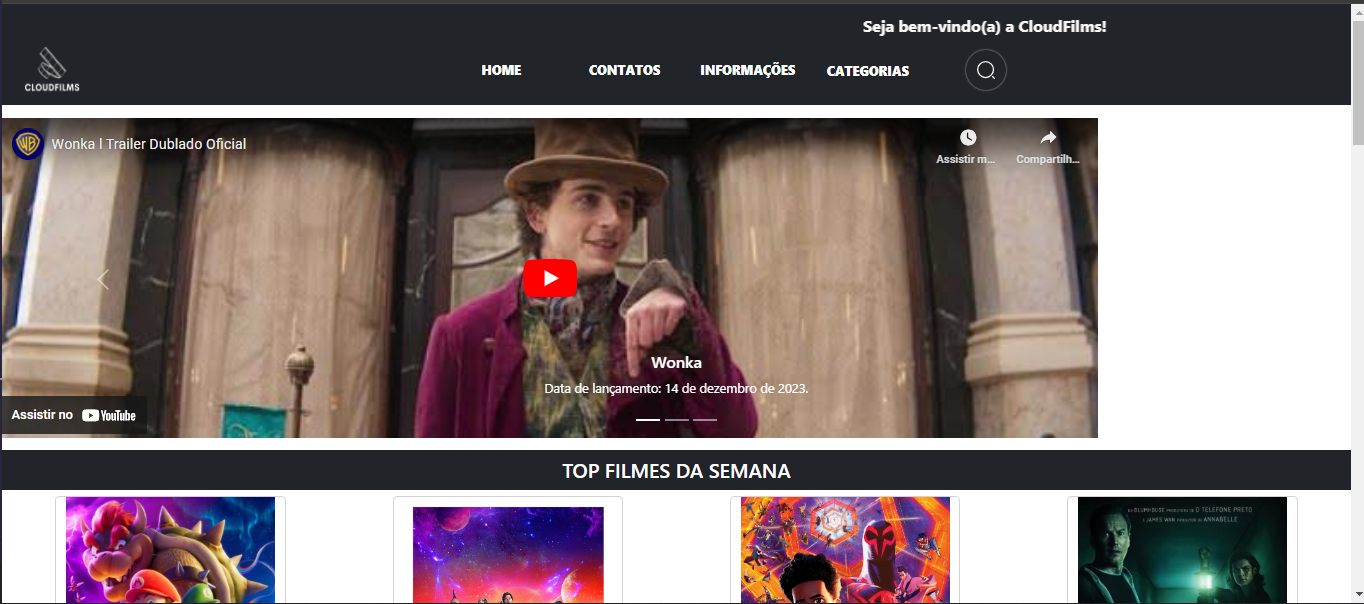 Seja bem-vindo(a) a CloudFilms!
CLOUDFILMS
HOME
CONTATOS
INFORMAÇÕES
CATEGORIAS
WB
Wonka l Trailer Dublado Oficial
Assistir m...
Compartilh...
Wonka
Data de lançamento: 14 de dezembro de 2023.
Assistir no YouTube
TOP FILMES DA SEMANA
DA BLUMHOUSE PRODUTORA DE O TELEFONE PRETO
E JAMES WAN PRODUTOR DE ANNABELLE